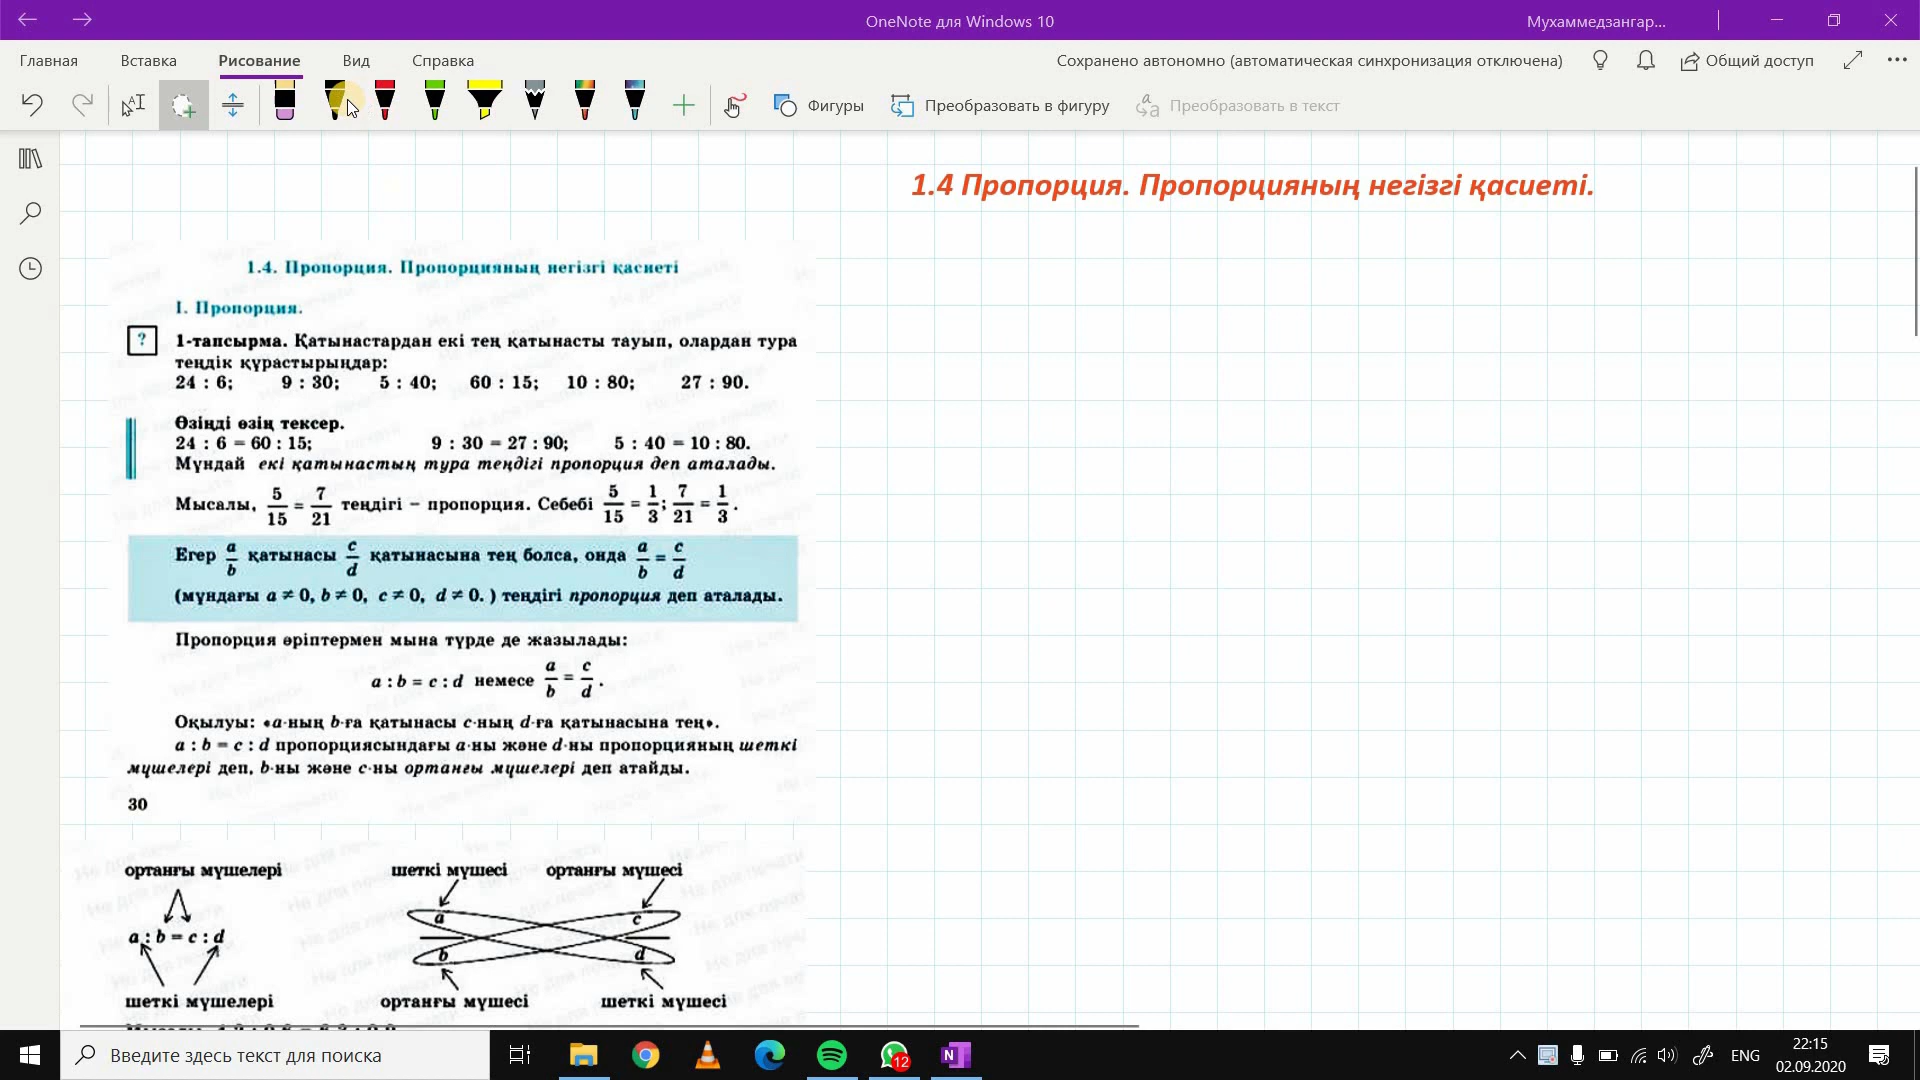 OneNote для Windows 10
Мухаммедзангар...
Главная
Вставка
Рисование
Вид
Справка
Сохранено автономно (автоматическая синхронизация отключена)
Общий доступ
Фигуры
Преобразовать в фигуру
Преобразовать в текст
1.4 Пропорция. Пропорцияның негізгі қасиеті.
1.4. Пропорция. Пропорцияның негізгі қасиеті
I. Пропорция.
? 1-тапсырма. Қатынастардан екі тең қатынасты тауып, олардан тура
теңдік құрастырыңдар:
24 : 6; 9 : 30; 5 : 40; 60 : 15; 10 : 80; 27 : 90.
Өзіңді өзің тексер.
24 : 6 = 60 : 15; 9 : 30 = 27 : 90; 5 : 40 = 10 : 80.
Мұндай екі қатынастың тура теңдігі пропорция деп аталады.
Мысалы, 5/15 = 7/21 теңдігі – пропорция. Себебі 5/15 = 1/3; 7/21 = 1/3.
Егер a/b қатынасы c/d қатынасына тең болса, онда a/b = c/d
(мұндағы a ≠ 0, b ≠ 0, c ≠ 0, d ≠ 0. ) теңдігі пропорция деп аталады.
Пропорция әріптермен мына түрде де жазылады:
a : b = c : d немесе a/b = c/d.
Оқылуы: «a-ның b-ға қатынасы c-ның d-ға қатынасына тең».
a : b = c : d пропорциясындағы a-ны және d-ны пропорцияның шеткі
мүшелері деп, b-ны және c-ны ортаңғы мүшелері деп атайды.
30
ортаңғы мүшелері
шеткі мүшесі
ортаңғы мүшесі
a : b = c : d
a c
b d
шеткі мүшелері
ортаңғы мүшесі
шеткі мүшесі
Введите здесь текст для поиска
12
N
ENG
22:15
02.09.2020